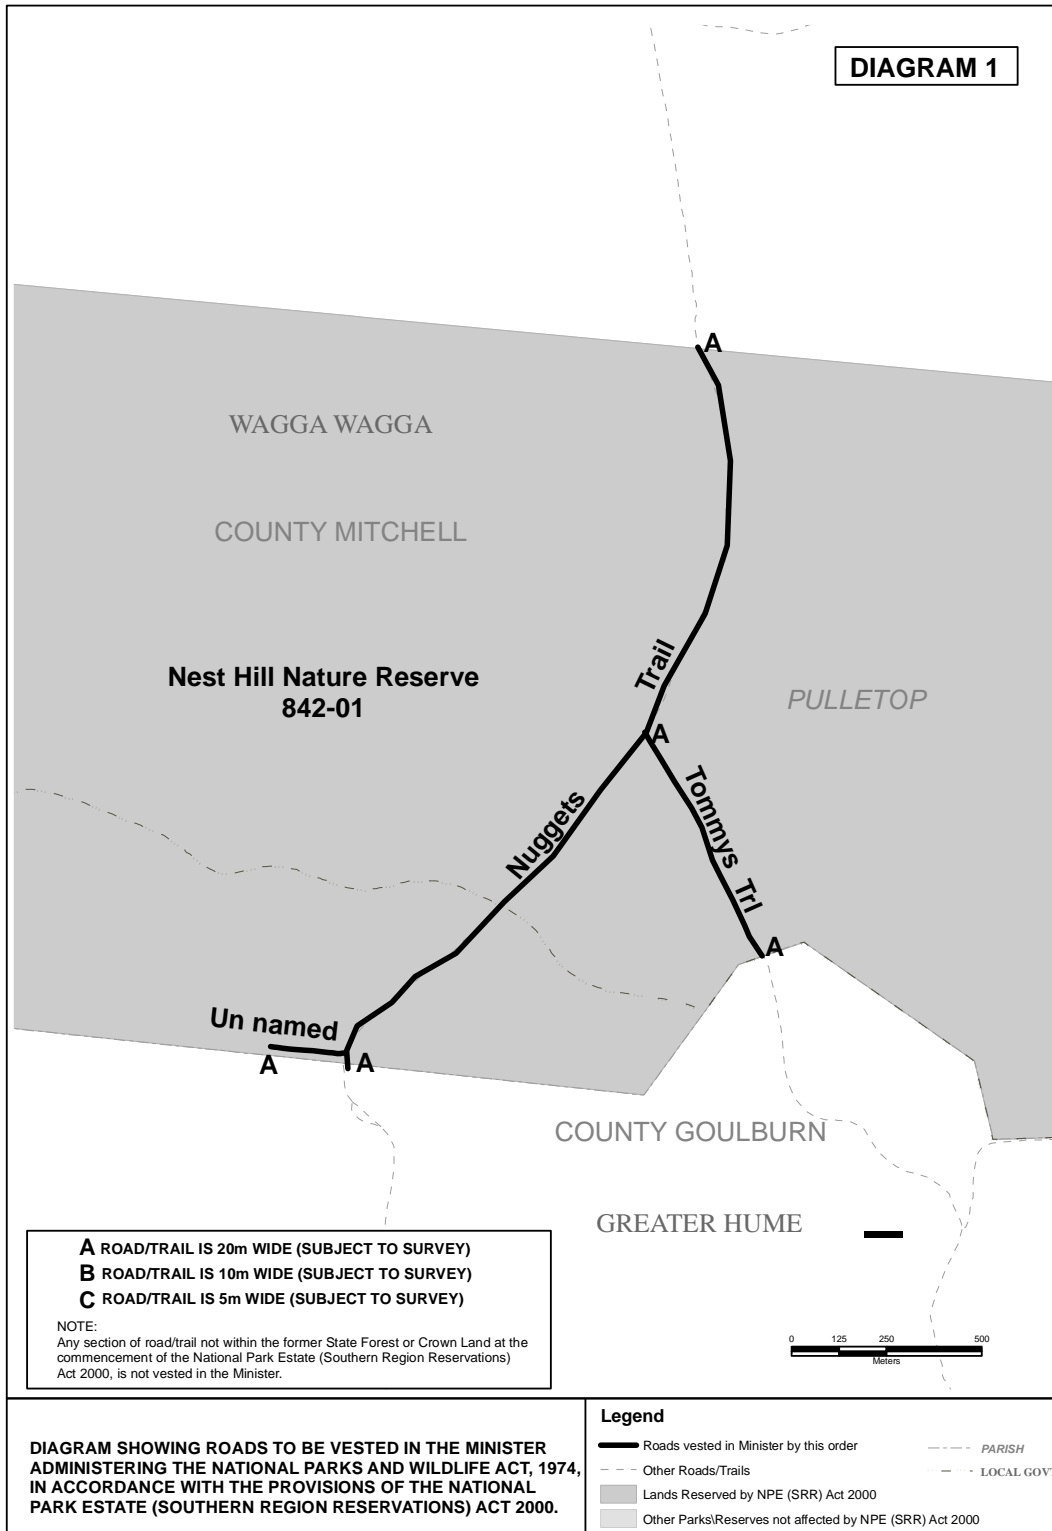 DIAGRAM 1
A
WAGGA WAGGA
COUNTY MITCHELL
Trail
Nest Hill Nature Reserve
842-01
PULLETOP
A
Tommys Trl
Nuggets
A
Un named
A
A
COUNTY GOULBURN
GREATER HUME
A ROAD/TRAIL IS 20m WIDE (SUBJECT TO SURVEY)
B ROAD/TRAIL IS 10m WIDE (SUBJECT TO SURVEY)
C ROAD/TRAIL IS 5m WIDE (SUBJECT TO SURVEY)
NOTE:
Any section of road/trail not within the former State Forest or Crown Land at the
commencement of the National Park Estate (Southern Region Reservations)
Act 2000, is not vested in the Minister.
0 125 250 500
Meters
DIAGRAM SHOWING ROADS TO BE VESTED IN THE MINISTER
ADMINISTERING THE NATIONAL PARKS AND WILDLIFE ACT, 1974,
IN ACCORDANCE WITH THE PROVISIONS OF THE NATIONAL
PARK ESTATE (SOUTHERN REGION RESERVATIONS) ACT 2000.
Legend
Roads vested in Minister by this order
Other Roads/Trails
Lands Reserved by NPE (SRR) Act 2000
Other Parks\Reserves not affected by NPE (SRR) Act 2000
PARISH
LOCAL GOVT